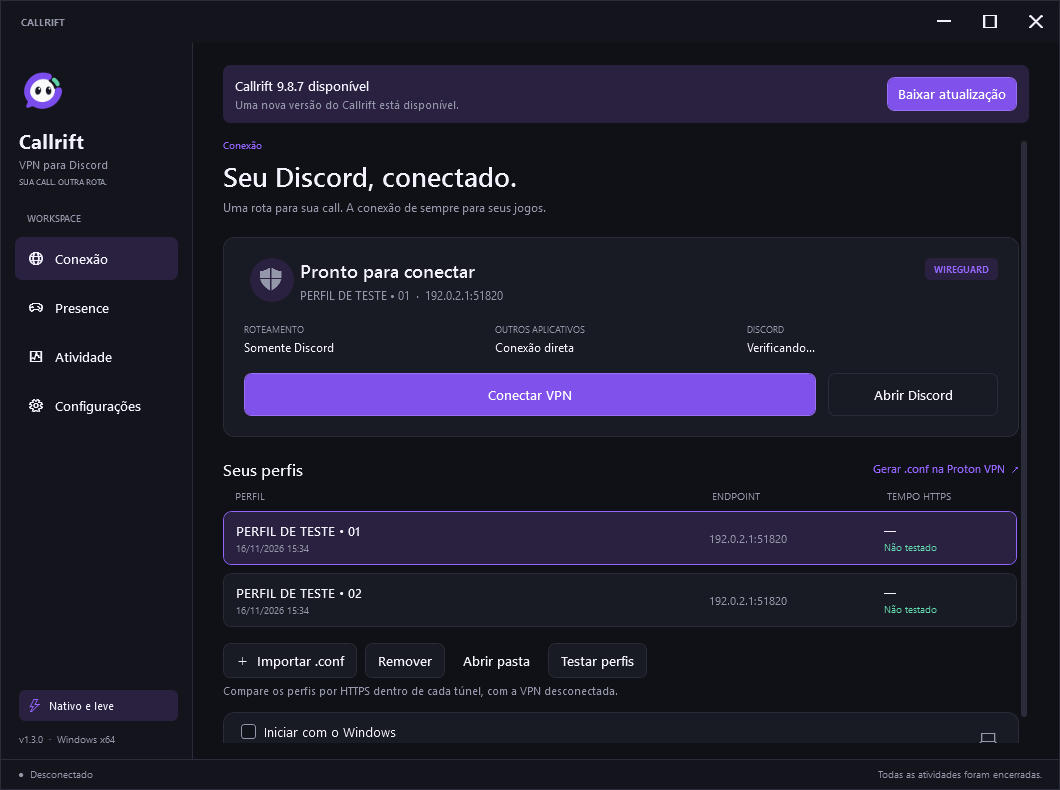 CALLRIFT
Callrift
VPN para Discord
SUA CALL. OUTRA ROTA.
WORKSPACE
Conexão
Presence
Atividade
Configurações
Nativo e leve
v1.3.0 · Windows x64
Callrift 9.8.7 disponível
Uma nova versão do Callrift está disponível.
Baixar atualização
Conexão
Seu Discord, conectado.
Uma rota para sua call. A conexão de sempre para seus jogos.
Pronto para conectar
PERFIL DE TESTE • 01 · 192.0.2.1:51820
WIREGUARD
ROTEAMENTO OUTROS APLICATIVOS DISCORD
Somente Discord Conexão direta Verificando...
Conectar VPN Abrir Discord
Seus perfis Gerar .conf na Proton VPN ↗
PERFIL ENDPOINT TEMPO HTTPS
PERFIL DE TESTE • 01 —
16/11/2026 15:34 192.0.2.1:51820 Não testado
PERFIL DE TESTE • 02 —
16/11/2026 15:34 192.0.2.1:51820 Não testado
+ Importar .conf Remover Abrir pasta Testar perfis
Compare os perfis por HTTPS dentro de cada túnel, com a VPN desconectada.
Iniciar com o Windows
• Desconectado Todas as atividades foram encerradas.